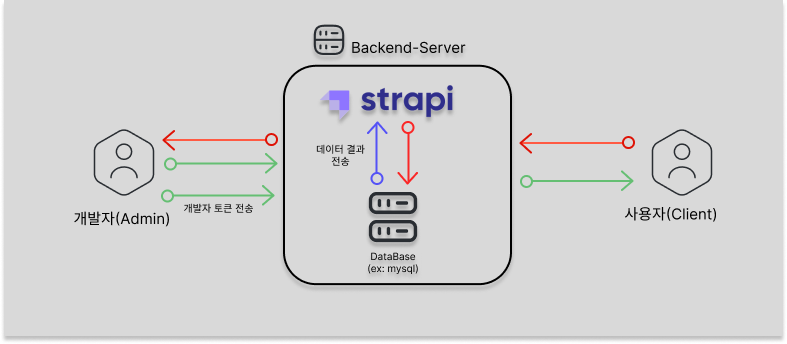 Backend-Server
strapi
데이터 결과
전송
개발자 토큰 전송
개발자(Admin)
사용자(Client)
DataBase
(ex: mysql)